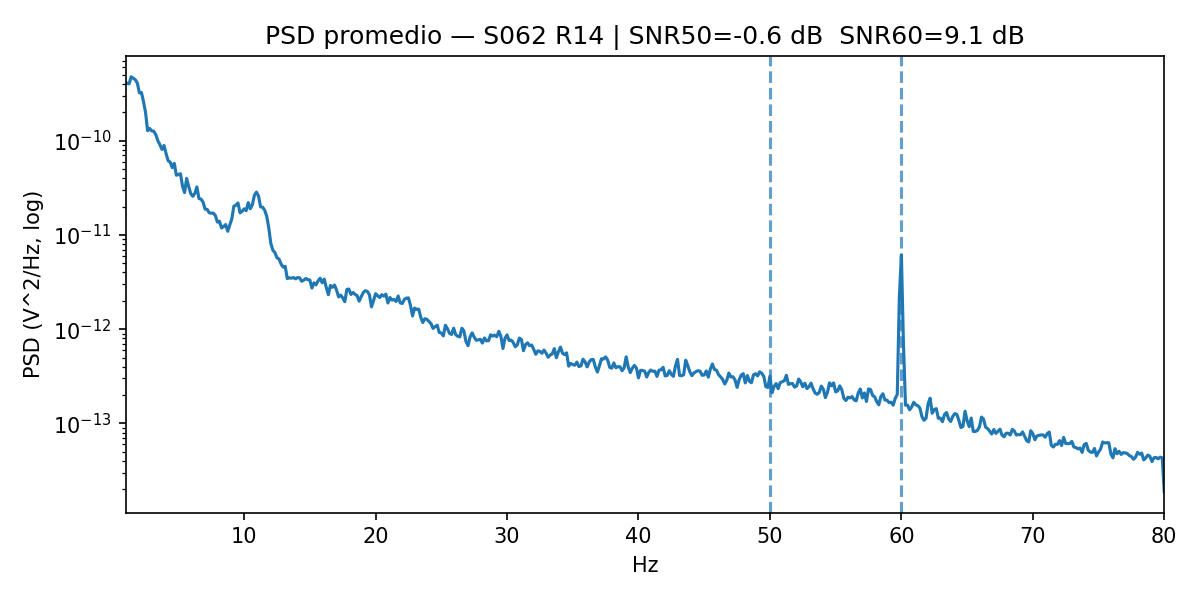 PSD promedio — S062 R14 | SNR50=-0.6 dB  SNR60=9.1 dB
PSD (V^2/Hz, log)
10⁻¹⁰
10⁻¹¹
10⁻¹²
10⁻¹³
10 20 30 40 50 60 70 80
Hz